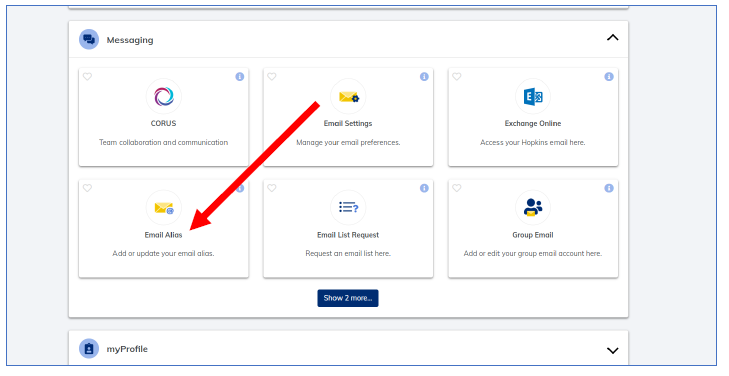 Messaging
CORUS
Team collaboration and communication
Email Settings
Manage your email preferences.
Exchange Online
Access your Hopkins email here.
Email Alias
Add or update your email alias.
Email List Request
Request an email list here.
Group Email
Add or edit your group email account here.
Show 2 more...
myProfile